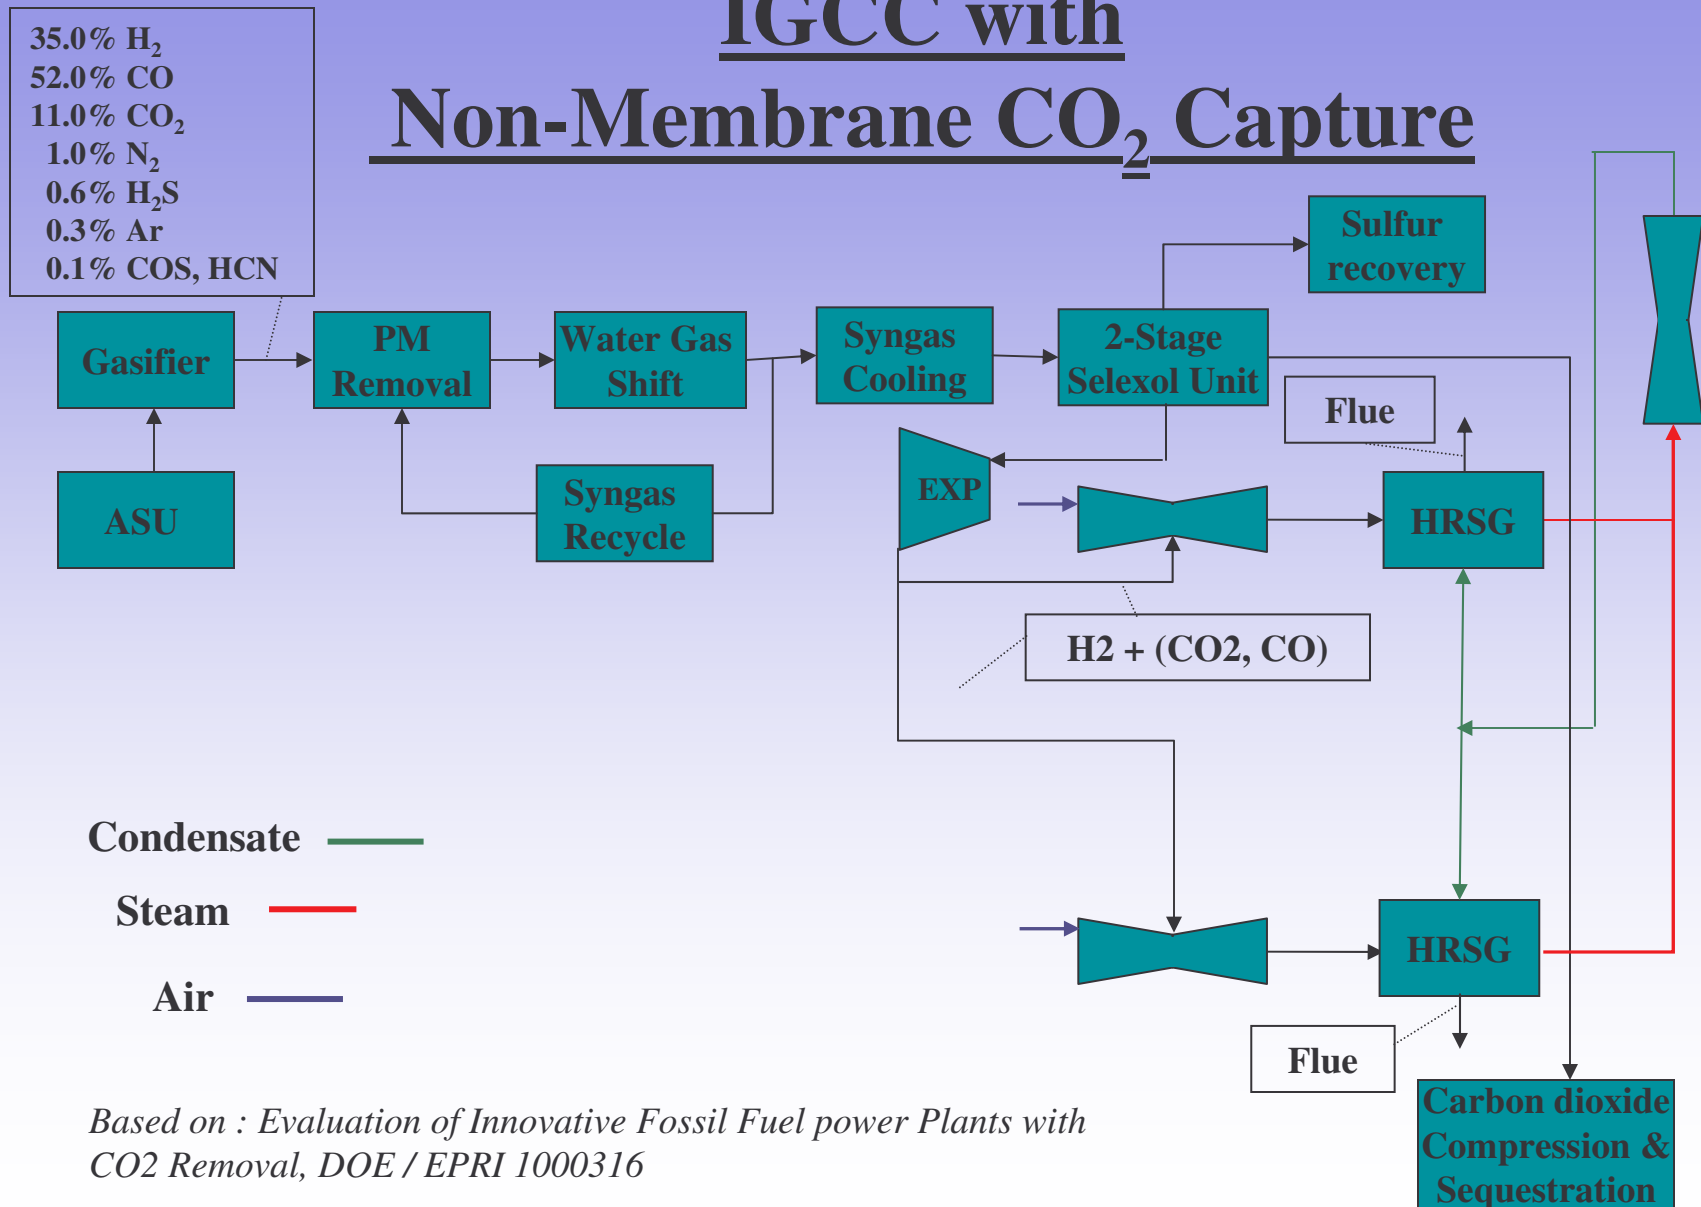 IGCC with
Non-Membrane CO₂ Capture
35.0% H₂
52.0% CO
11.0% CO₂
1.0% N₂
0.6% H₂S
0.3% Ar
0.1% COS, HCN
Sulfur
recovery
Gasifier
PM
Removal
Water Gas
Shift
Syngas
Cooling
2-Stage
Selexol Unit
Flue
ASU
Syngas
Recycle
EXP
HRSG
H2 + (CO2, CO)
Condensate
Steam
Air
HRSG
Flue
Carbon dioxide
Compression &
Sequestration
Based on : Evaluation of Innovative Fossil Fuel power Plants with
CO2 Removal, DOE / EPRI 1000316